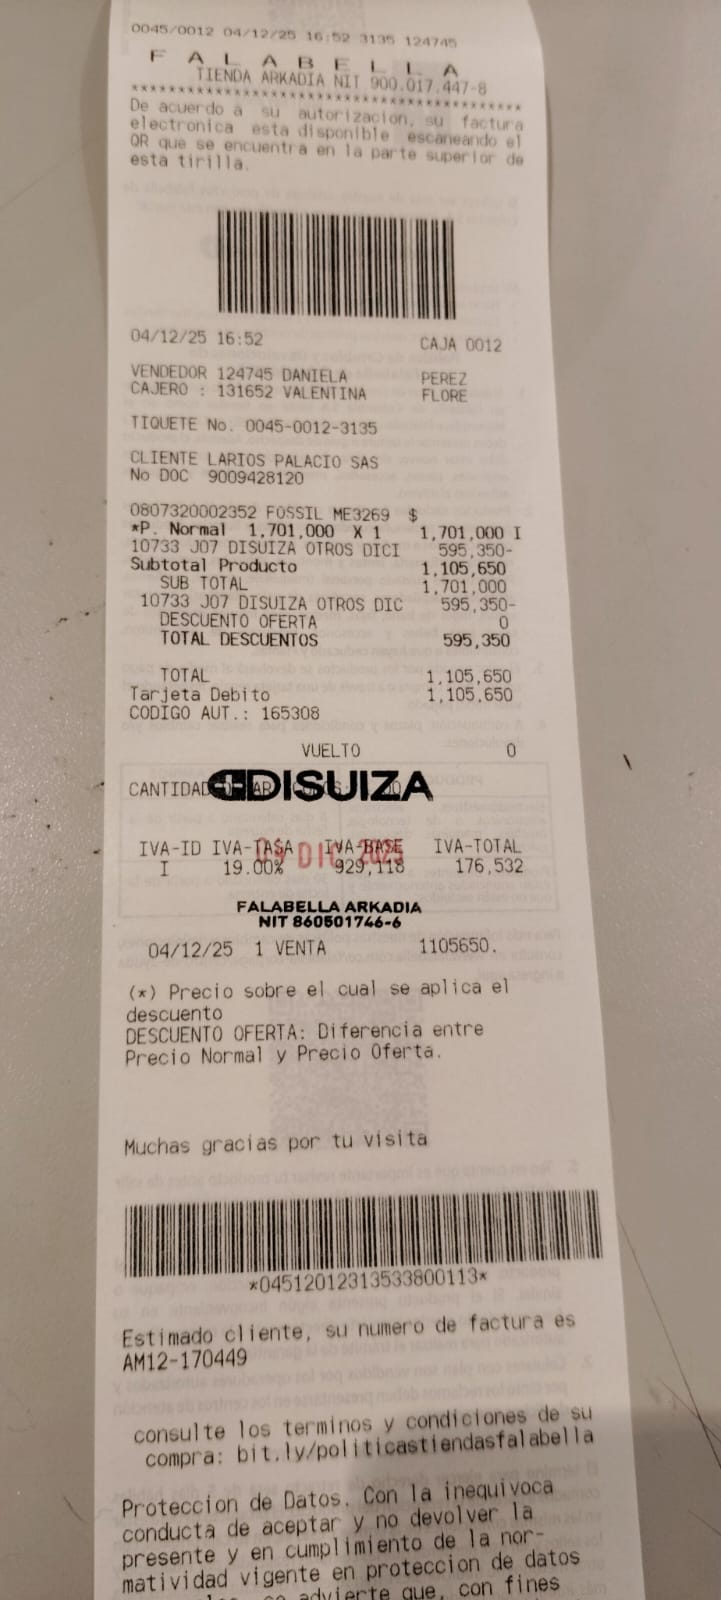 0045/0012 04/12/25 16:52 3135 124745
F A L A B E L L A
TIENDA ARKADIA NIT 900.017.447-8
****************************************************
De acuerdo a su autorizacion, su factura
electronica esta disponible escaneando el
QR que se encuentra en la parte superior de
esta tirilla.
04/12/25 16:52 CAJA 0012
VENDEDOR 124745 DANIELA PEREZ
CAJERO : 131652 VALENTINA FLORE
TIQUETE No. 0045-0012-3135
CLIENTE LARIOS PALACIO SAS
No DOC 9009428120
0807320002352 FOSSIL ME3269 $
*P. Normal 1,701,000 X 1 1,701,000 I
10733 J07 DISUIZA OTROS DICI 595,350-
Subtotal Producto 1,105,650
SUB TOTAL 1,701,000
10733 J07 DISUIZA OTROS DIC 595,350-
DESCUENTO OFERTA 0
TOTAL DESCUENTOS 595,350
TOTAL 1,105,650
Tarjeta Debito 1,105,650
CODIGO AUT.: 165308
VUELTO 0
CANTIDAD
DISUIZA
IVA-ID IVA-TASA IVA-BASE IVA-TOTAL
DIC 2025
I 19.00% 929,118 176,532
FALABELLA ARKADIA
NIT 860501746-6
04/12/25 1 VENTA 1105650.
(*) Precio sobre el cual se aplica el
descuento
DESCUENTO OFERTA: Diferencia entre
Precio Normal y Precio Oferta.
Muchas gracias por tu visita
*04512012313533800113*
Estimado cliente, su numero de factura es
AM12-170449
consulte los terminos y condiciones de su
compra: bit.ly/politicastiendasfalabella
Proteccion de Datos. Con la inequivoca
conducta de aceptar y no devolver la
presente y en cumplimiento de la nor-
matividad vigente en proteccion de datos
advierte que, con fines